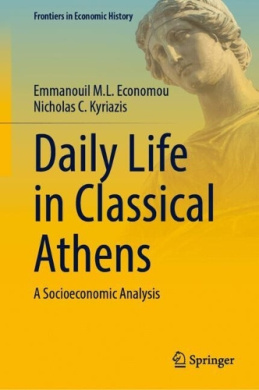 Frontiers in Economic History
Emmanouil M.L. Economou
Nicholas C. Kyriazis
Daily Life
in Classical
Athens
A Socioeconomic Analysis
Springer